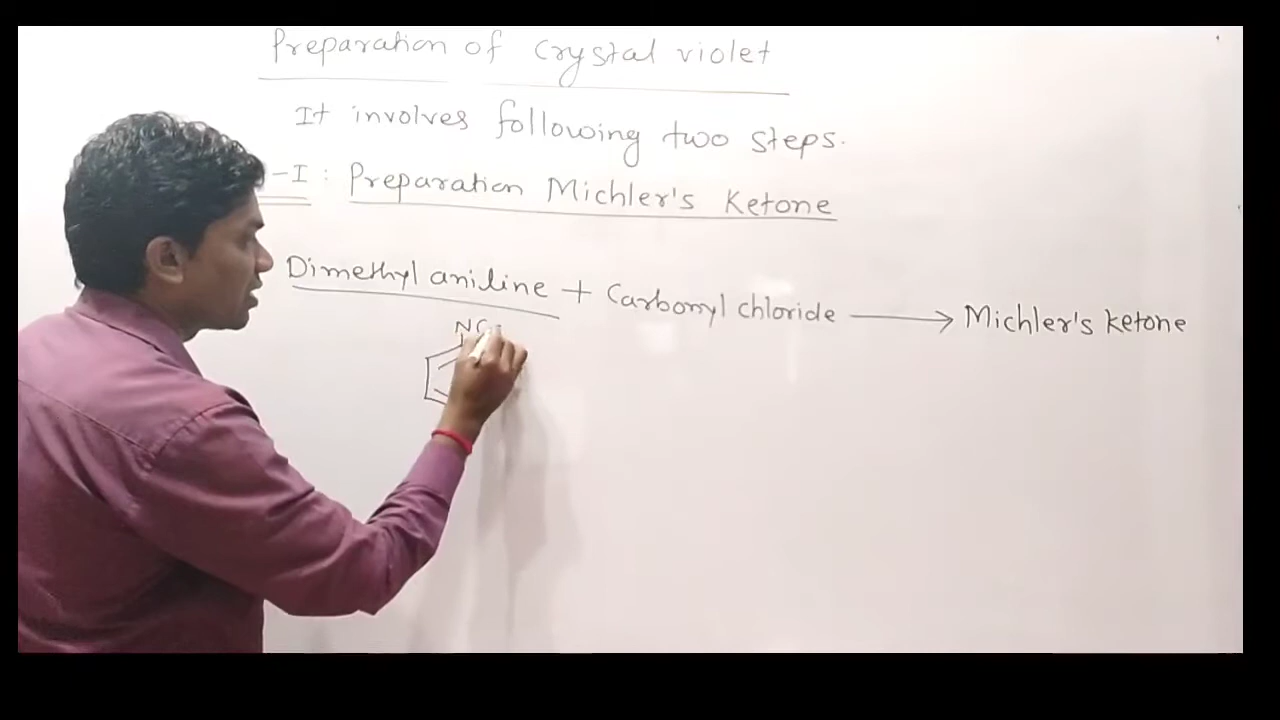 Preparation of Crystal violet
It involves following two steps.
-I : Preparation Michler's Ketone
Dimethyl aniline + Carbonyl chloride → Michler's ketone
N